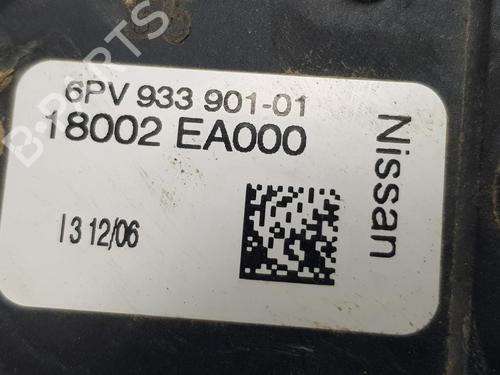 6PV 933 901-01
18002 EA000
I3 12/06
Nissan
B-PARTS